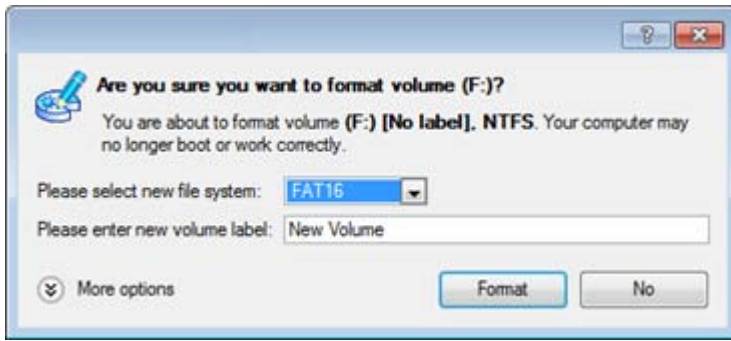 Are you sure you want to format volume (F:)?
You are about to format volume (F:) [No label], NTFS. Your computer may
no longer boot or work correctly.
Please select new file system: FAT16
Please enter new volume label: New Volume
More options Format No